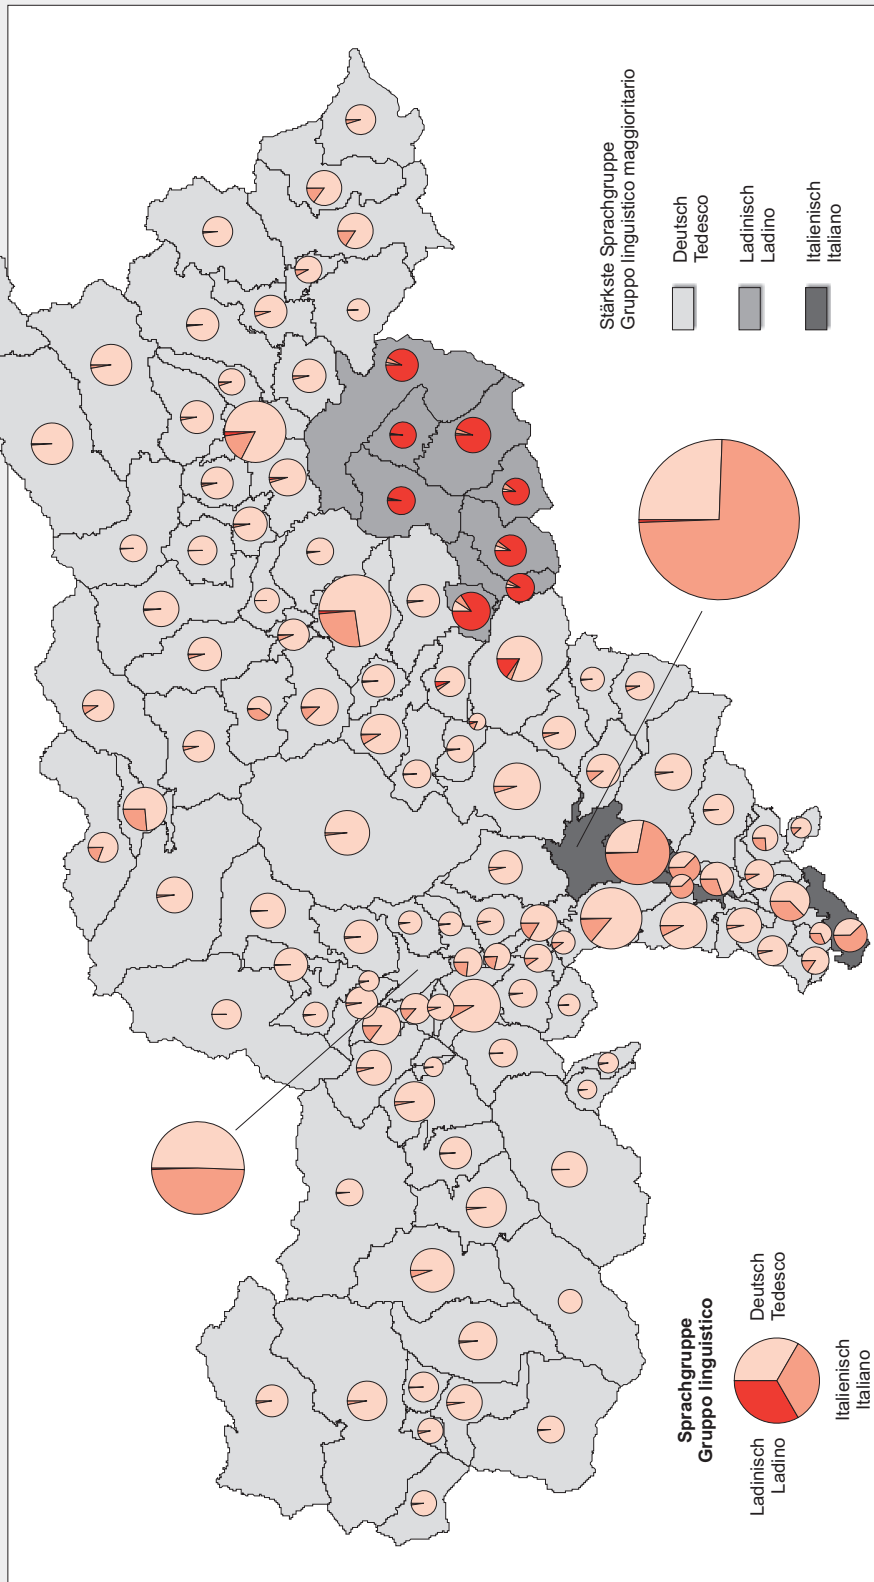 Stärkste Sprachgruppe
Gruppo linguistico maggioritario
Deutsch
Tedesco
Ladinisch
Ladino
Italienisch
Italiano
Sprachgruppe
Gruppo linguistico
Deutsch
Tedesco
Ladinisch
Ladino
Italienisch
Italiano